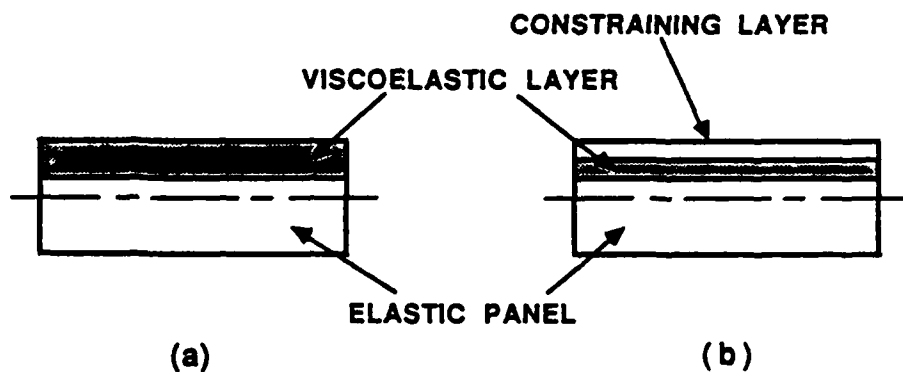 CONSTRAINING LAYER
VISCOELASTIC LAYER
ELASTIC PANEL
(a)
(b)